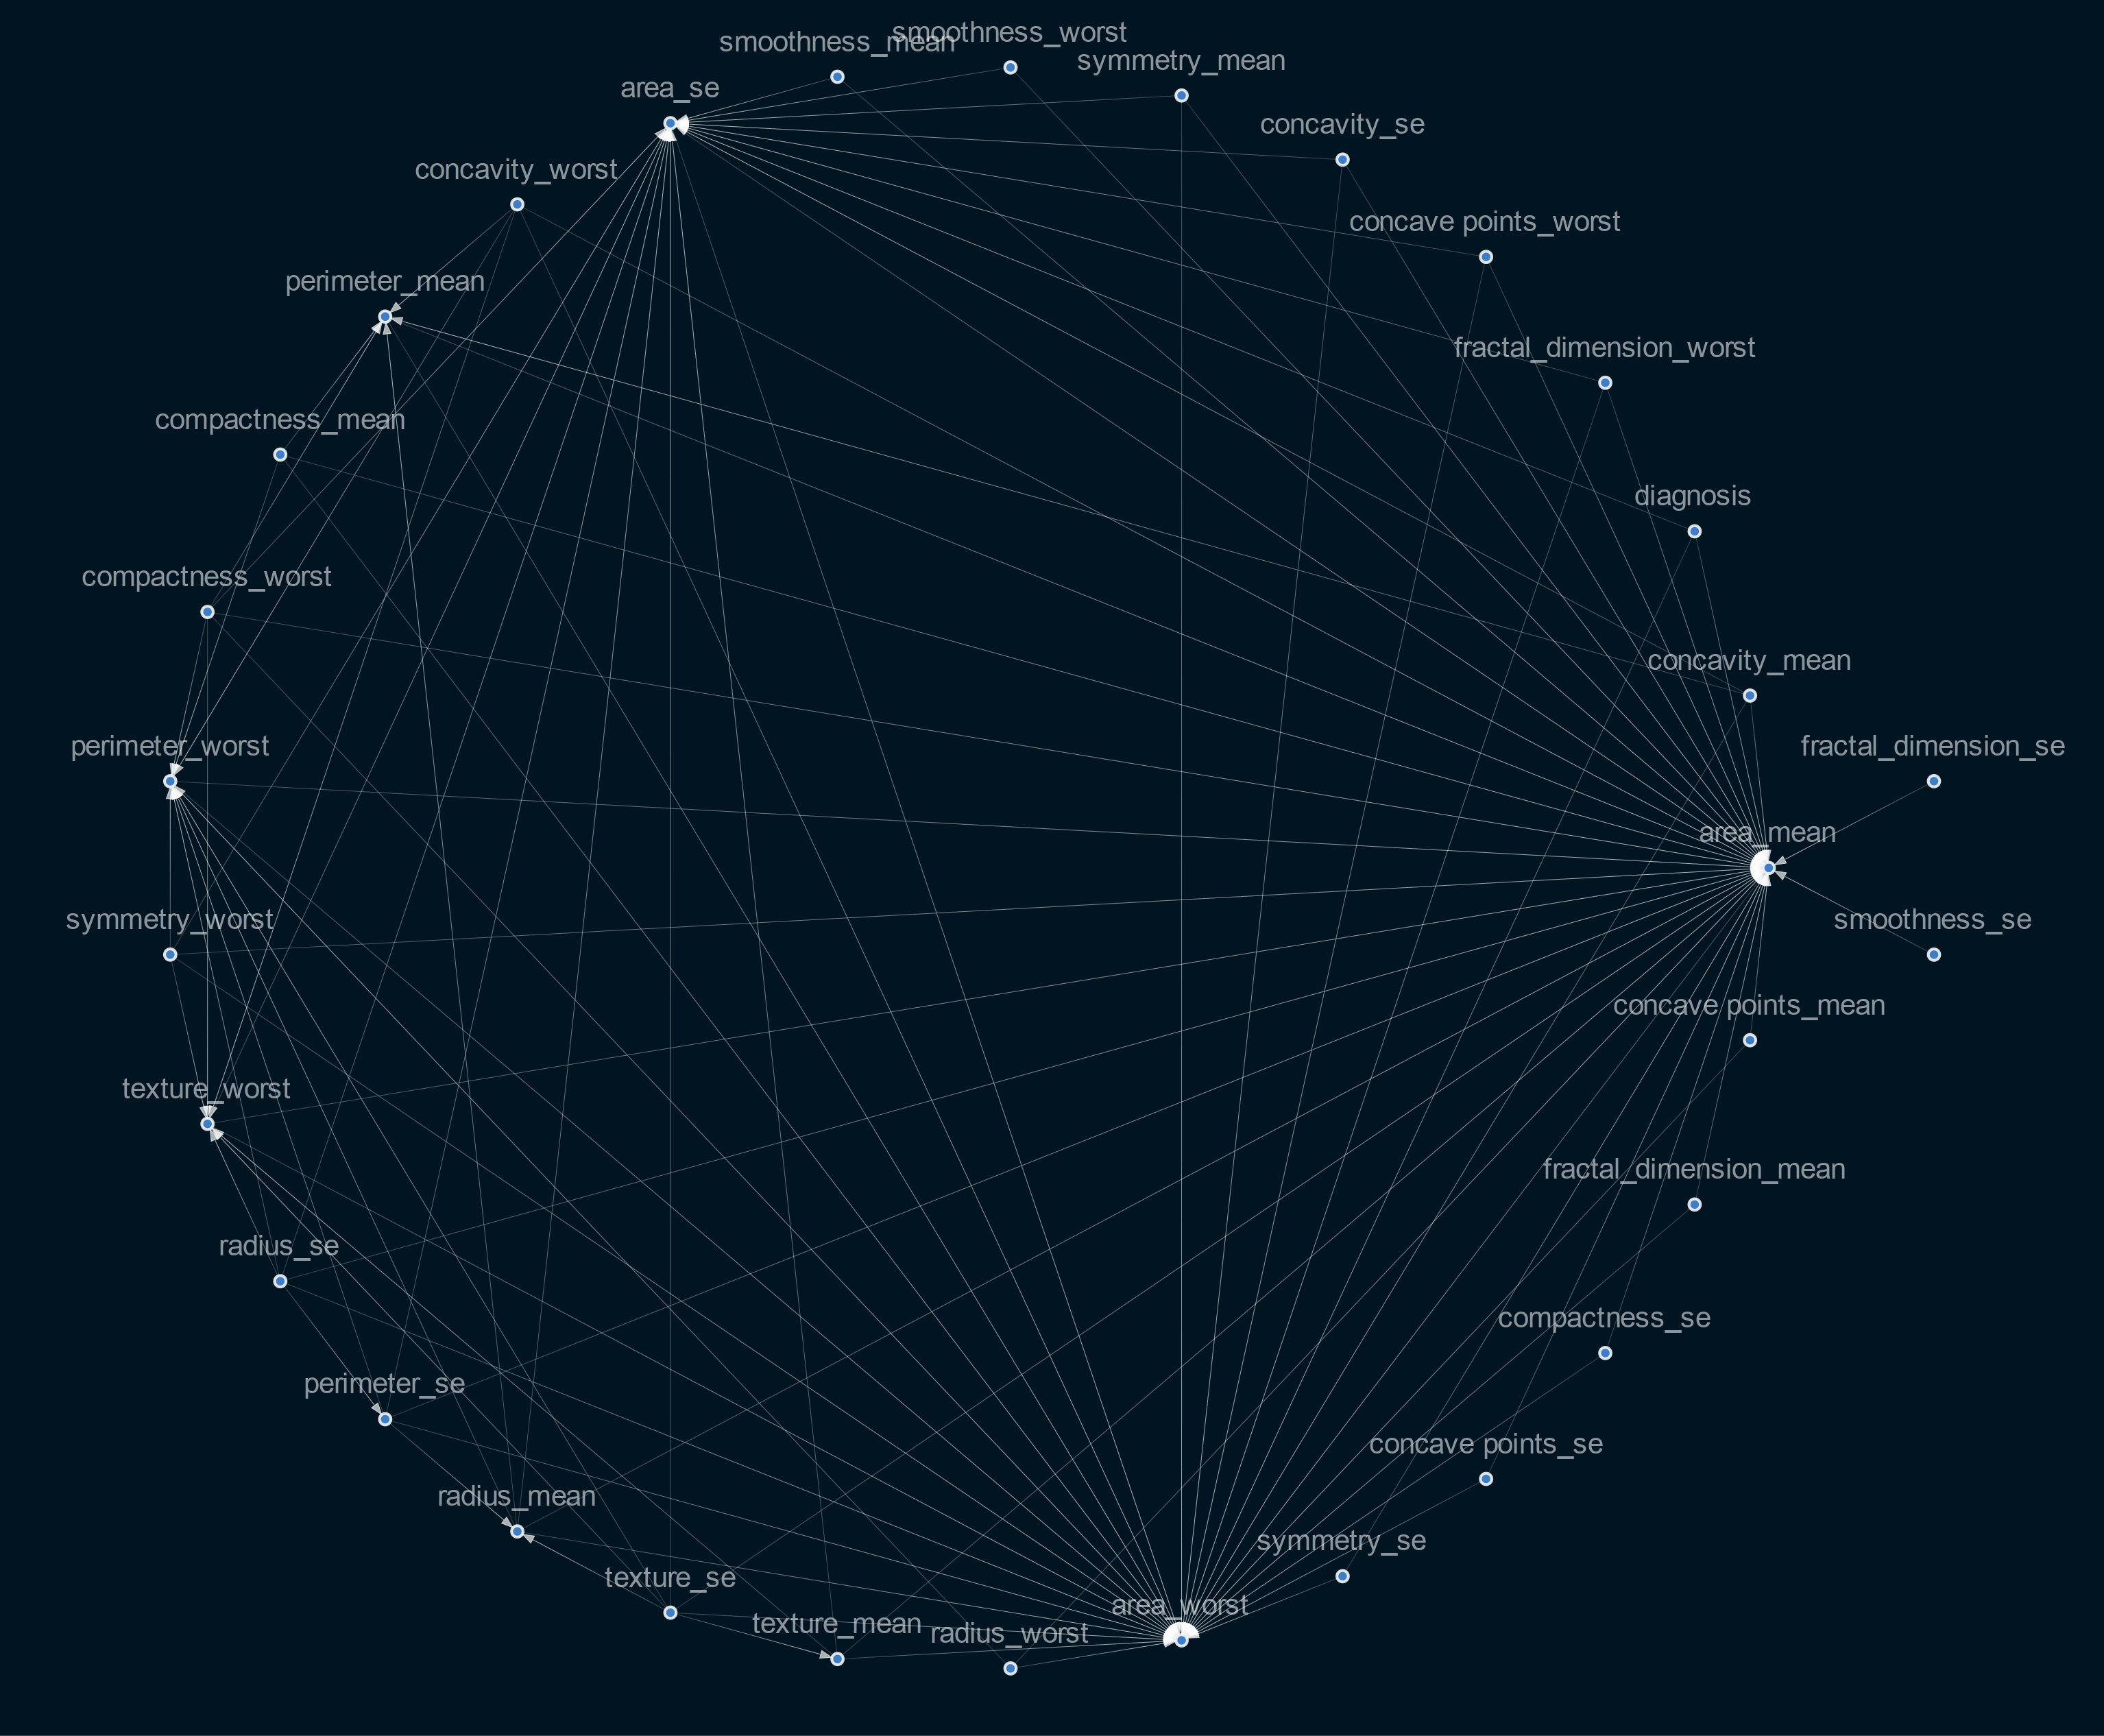 smoothness_worst
smoothness_mean
symmetry_mean
area_se
concavity_se
concavity_worst
concave points_worst
perimeter_mean
fractal_dimension_worst
compactness_mean
diagnosis
compactness_worst
concavity_mean
perimeter_worst
fractal_dimension_se
area_mean
symmetry_worst
smoothness_se
concave points_mean
texture_worst
fractal_dimension_mean
radius_se
compactness_se
perimeter_se
concave points_se
radius_mean
symmetry_se
texture_se
area_worst
texture_mean
radius_worst